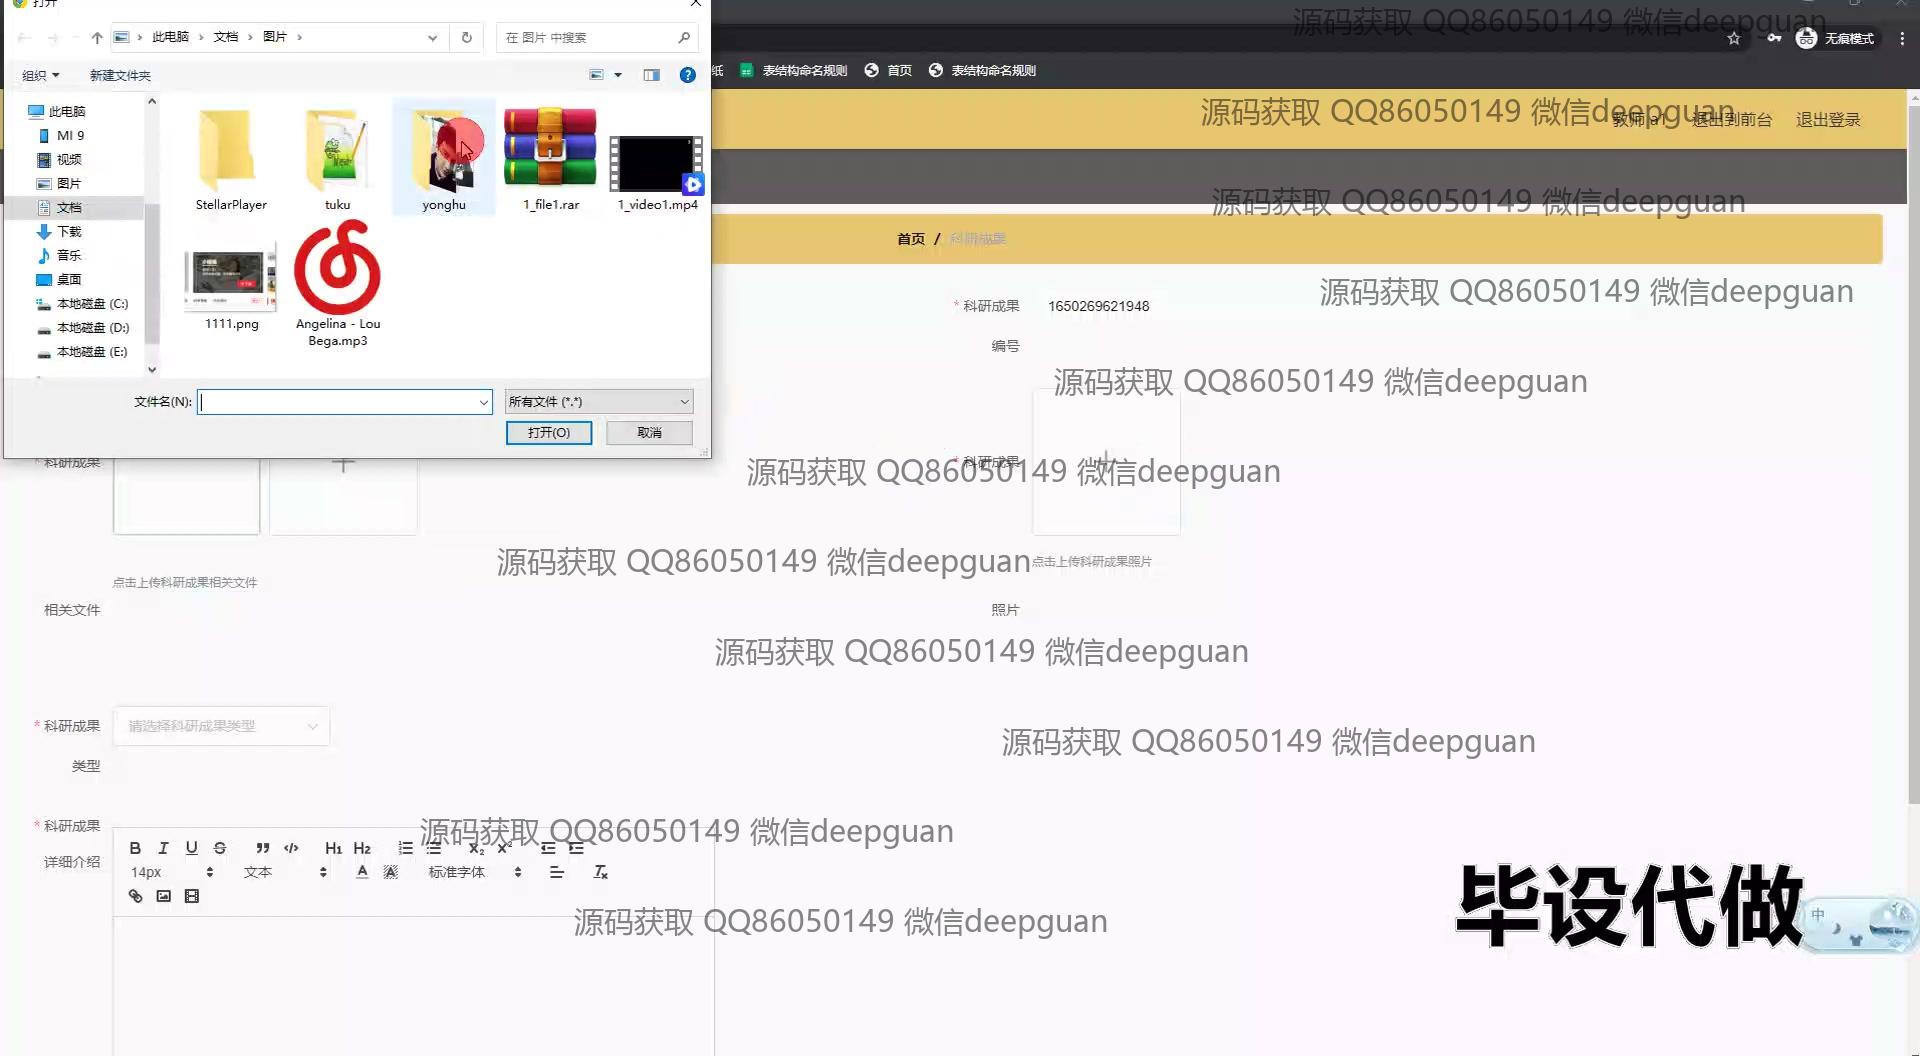 打开
源码获取 QQ86050149 微信deepguan
此电脑 › 文档 › 图片 ›
在 图片 中搜索
无痕模式
组织
新建文件夹
纸
表结构命名规则
首页
表结构命名规则
此电脑
MI 9
视频
图片
文档
下载
音乐
桌面
本地磁盘 (C:)
本地磁盘 (D:)
本地磁盘 (E:)
StellarPlayer
tuku
yonghu
1_file1.rar
1_video1.mp4
1111.png
Angelina - Lou
Bega.mp3
源码获取 QQ86050149 微信deepguan
教师 a1
退出到前台
退出登录
源码获取 QQ86050149 微信deepguan
首页 / 科研成果
源码获取 QQ86050149 微信deepguan
* 科研成果
编号
1650269621948
源码获取 QQ86050149 微信deepguan
文件名(N):
所有文件 (*.*)
打开(O)
取消
* 科研成果
相关文件
点击上传科研成果相关文件
* 科研成果
照片
源码获取 QQ86050149 微信deepguan
源码获取 QQ86050149 微信deepguan
点击上传科研成果照片
源码获取 QQ86050149 微信deepguan
* 科研成果
类型
请选择科研成果类型
源码获取 QQ86050149 微信deepguan
* 科研成果
详细介绍
源码获取 QQ86050149 微信deepguan
B I U S
H1 H2
X2 X2
14px
文本
A A
标准字体
Tx
源码获取 QQ86050149 微信deepguan
毕设代做
中